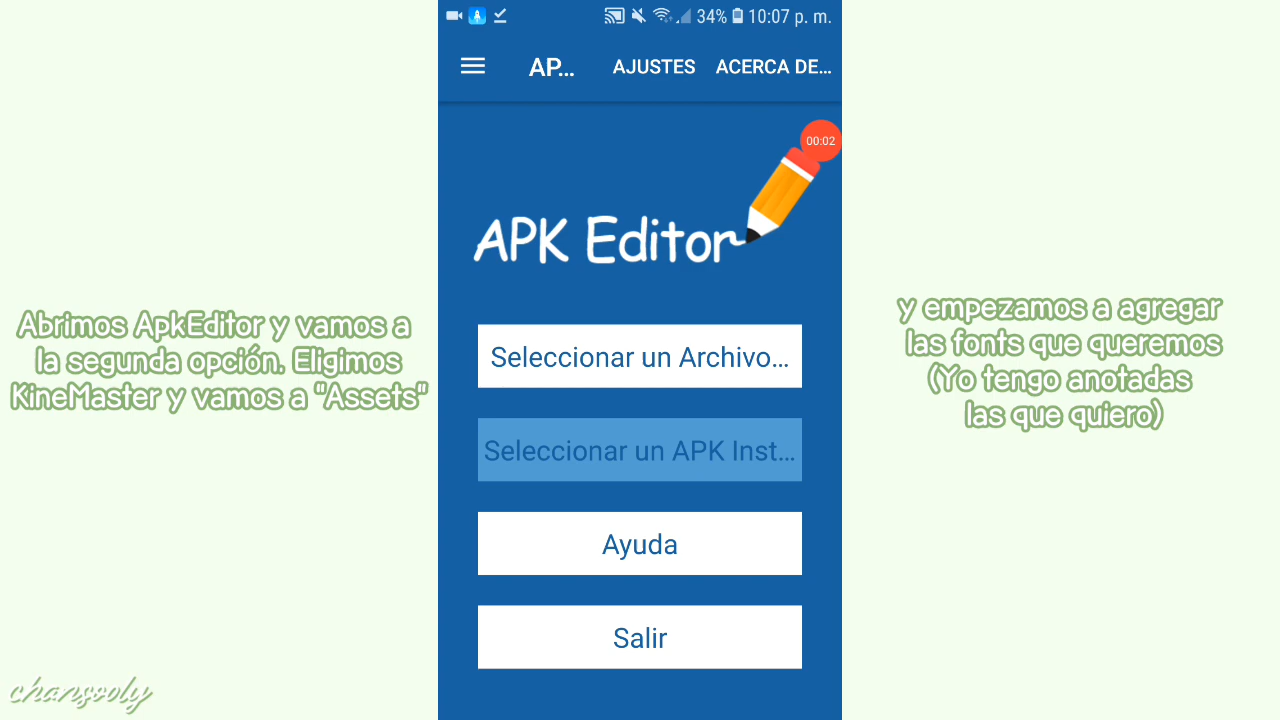 34% 10:07 p. m.
AP... AJUSTES ACERCA DE...
00:02
APK Editor
Seleccionar un Archivo...
Seleccionar un APK Inst...
Ayuda
Salir
Abrimos ApkEditor y vamos a
la segunda opción. Eligimos
KineMaster y vamos a "Assets"
y empezamos a agregar
las fonts que queremos
(Yo tengo anotadas
las que quiero)
chansooly